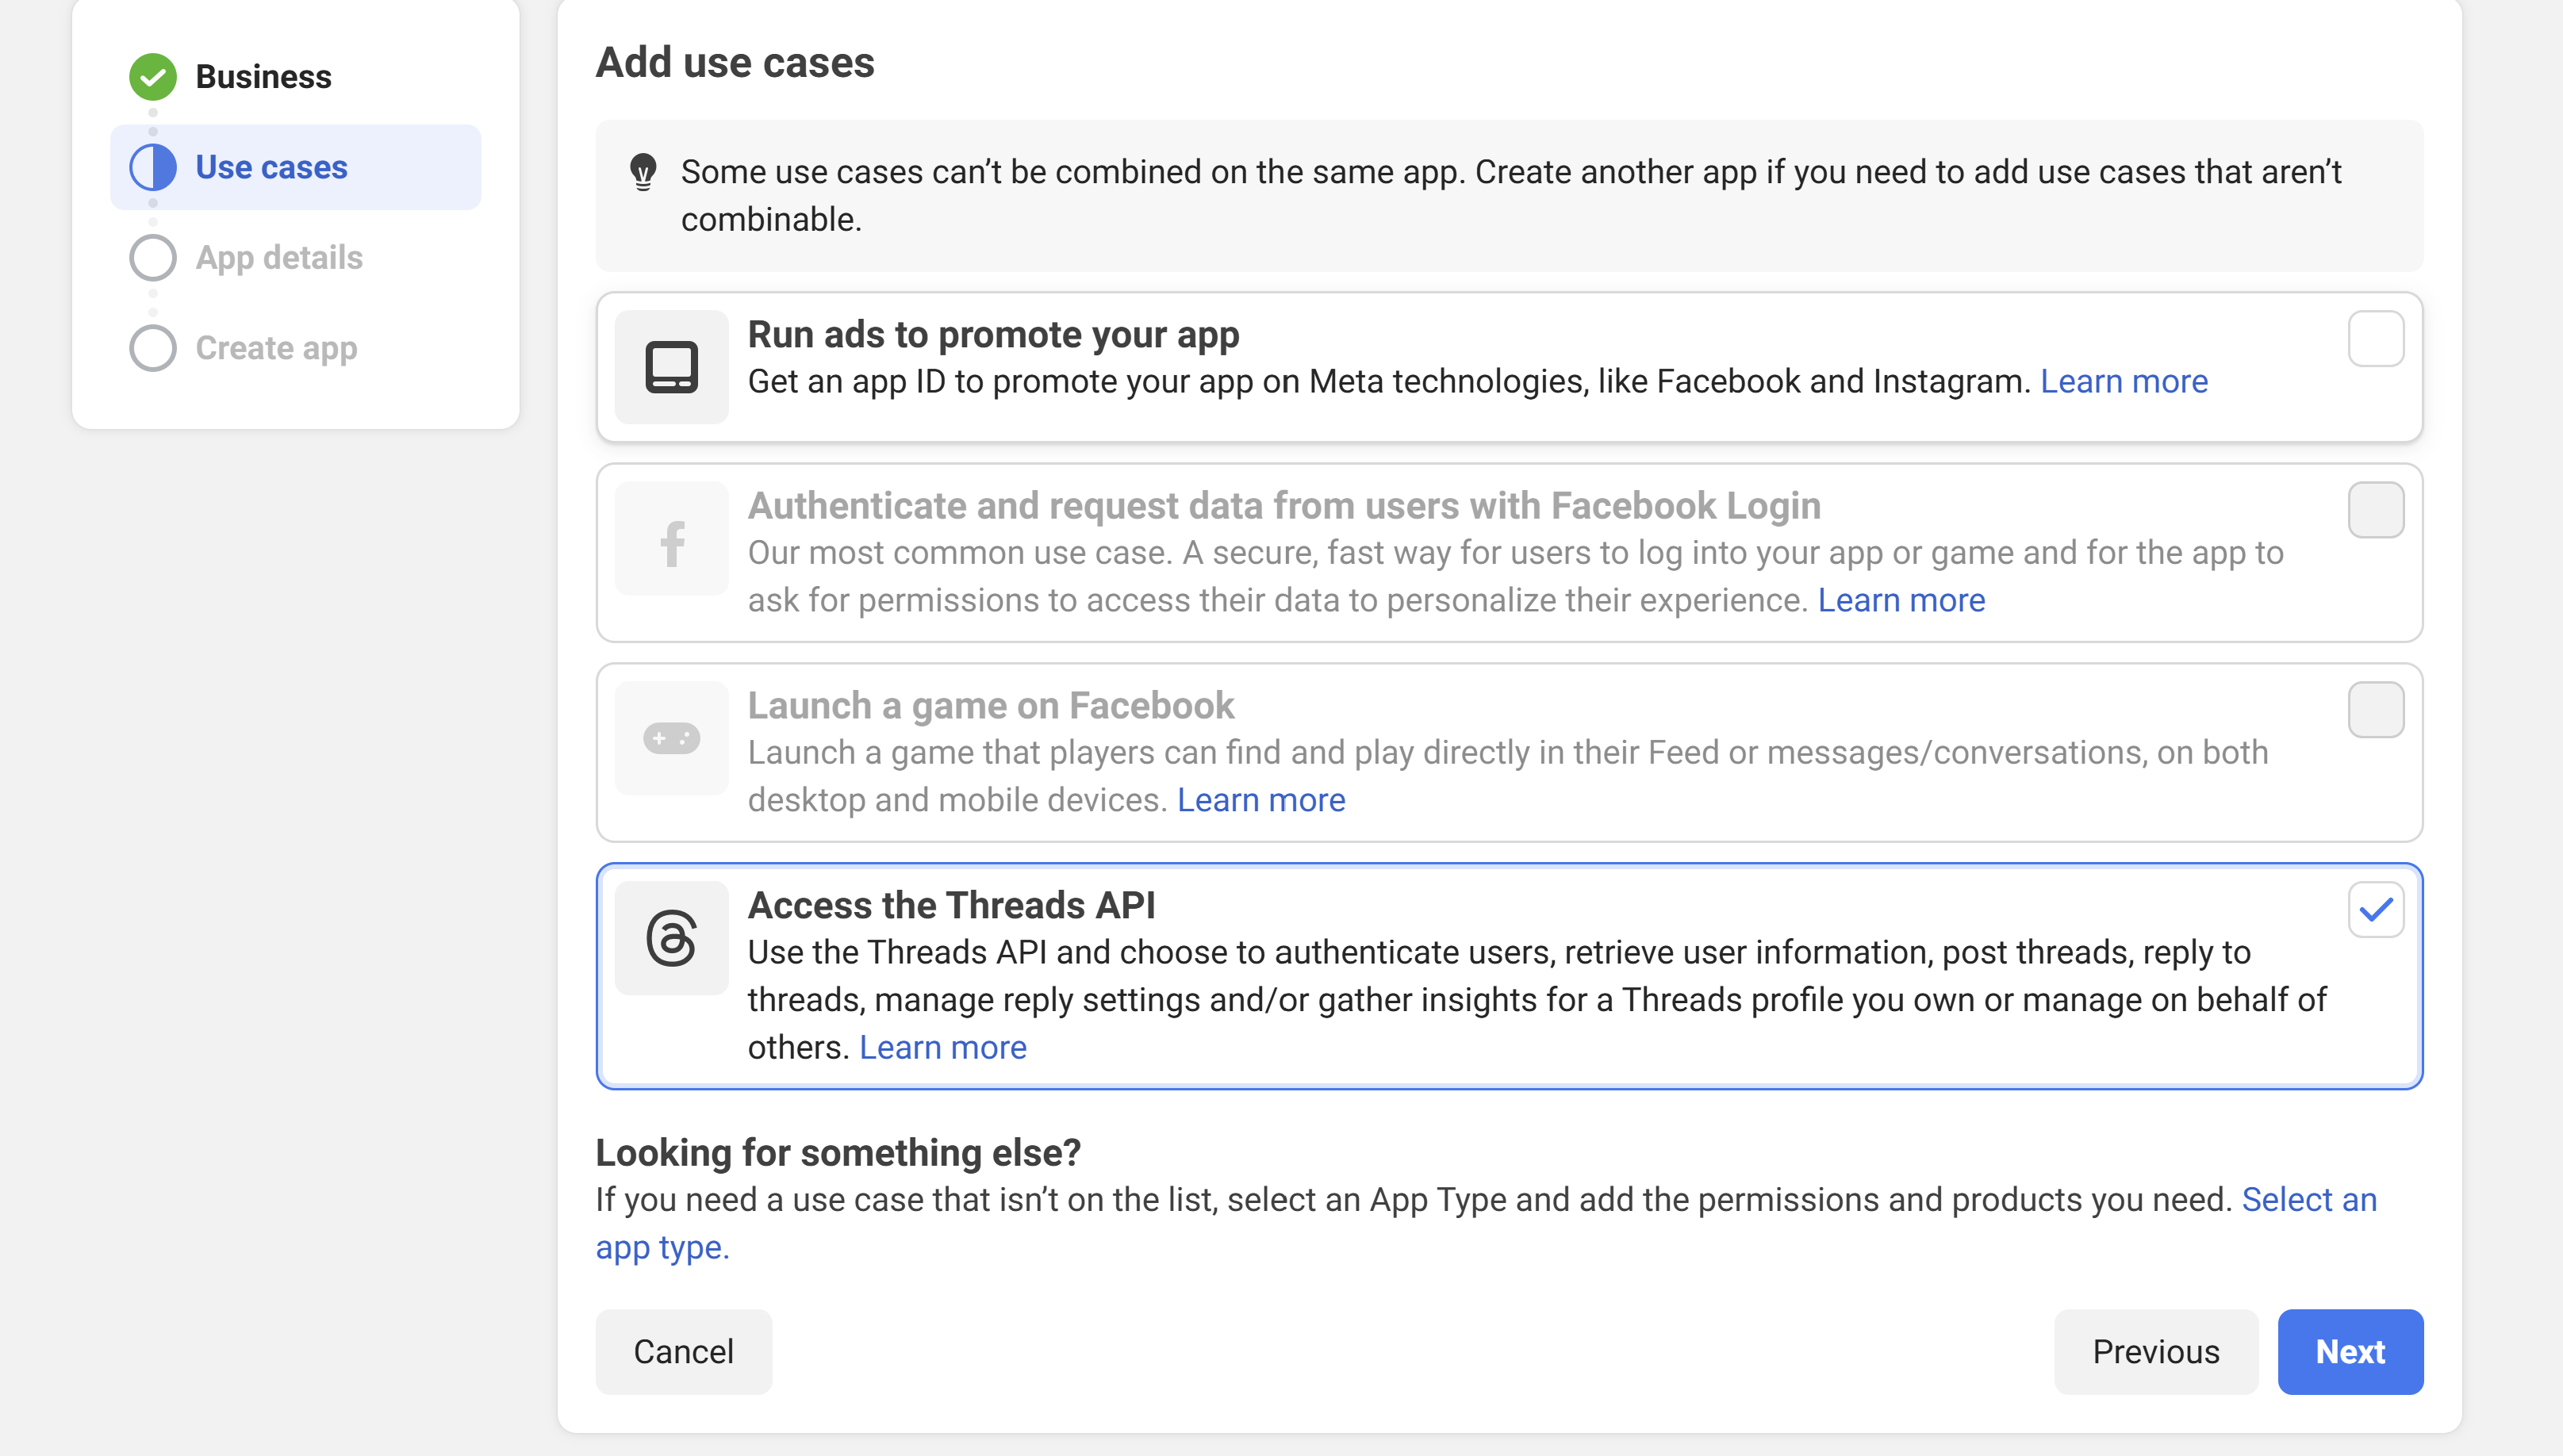 Business
Use cases
App details
Create app
Add use cases
Some use cases can’t be combined on the same app. Create another app if you need to add use cases that aren’t
combinable.
Run ads to promote your app
Get an app ID to promote your app on Meta technologies, like Facebook and Instagram. Learn more
Authenticate and request data from users with Facebook Login
Our most common use case. A secure, fast way for users to log into your app or game and for the app to
ask for permissions to access their data to personalize their experience. Learn more
Launch a game on Facebook
Launch a game that players can find and play directly in their Feed or messages/conversations, on both
desktop and mobile devices. Learn more
Access the Threads API
Use the Threads API and choose to authenticate users, retrieve user information, post threads, reply to
threads, manage reply settings and/or gather insights for a Threads profile you own or manage on behalf of
others. Learn more
Looking for something else?
If you need a use case that isn’t on the list, select an App Type and add the permissions and products you need. Select an
app type.
Cancel
Previous
Next